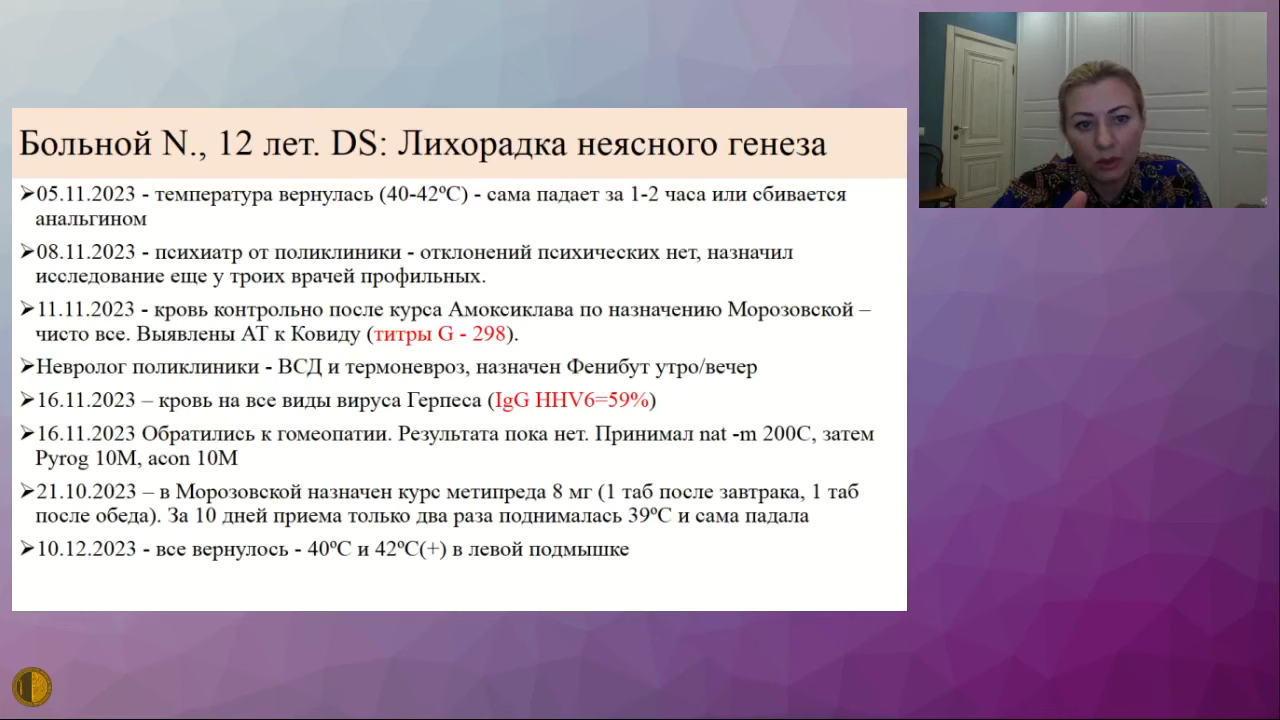 Больной N., 12 лет. DS: Лихорадка неясного генеза
➢05.11.2023 - температура вернулась (40-42ºС) - сама падает за 1-2 часа или сбивается
анальгином
➢08.11.2023 - психиатр от поликлиники - отклонений психических нет, назначил
исследование еще у троих врачей профильных.
➢11.11.2023 - кровь контрольно после курса Амоксиклава по назначению Морозовской –
чисто все. Выявлены АТ к Ковиду (титры G - 298).
➢Невролог поликлиники - ВСД и термоневроз, назначен Фенибут утро/вечер
➢16.11.2023 – кровь на все виды вируса Герпеса (IgG HHV6=59%)
➢16.11.2023 Обратились к гомеопатии. Результата пока нет. Принимал nat -m 200C, затем
Pyrog 10M, acon 10M
➢21.10.2023 – в Морозовской назначен курс метипреда 8 мг (1 таб после завтрака, 1 таб
после обеда). За 10 дней приема только два раза поднималась 39ºС и сама падала
➢10.12.2023 - все вернулось - 40ºС и 42ºС(+) в левой подмышке